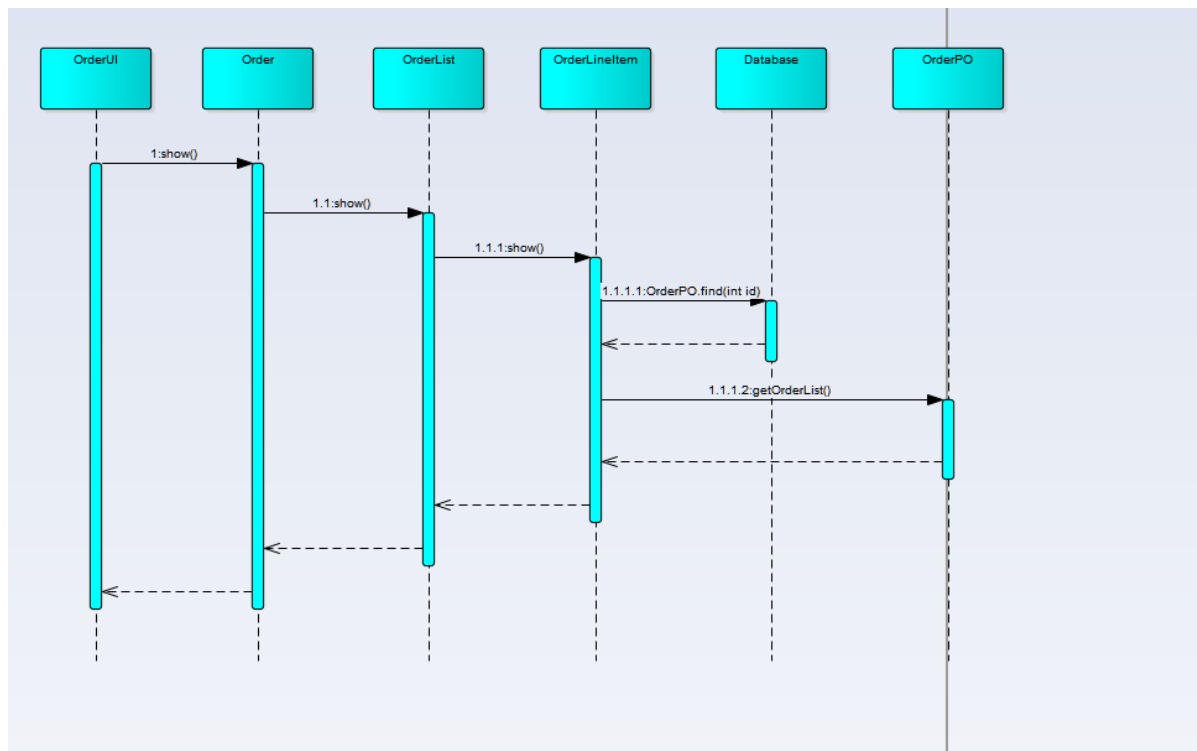 OrderUI
Order
OrderList
OrderLineItem
Database
OrderPO
1:show()
1.1:show()
1.1.1:show()
1.1.1.1:OrderPO.find(int id)
1.1.1.2:getOrderList()